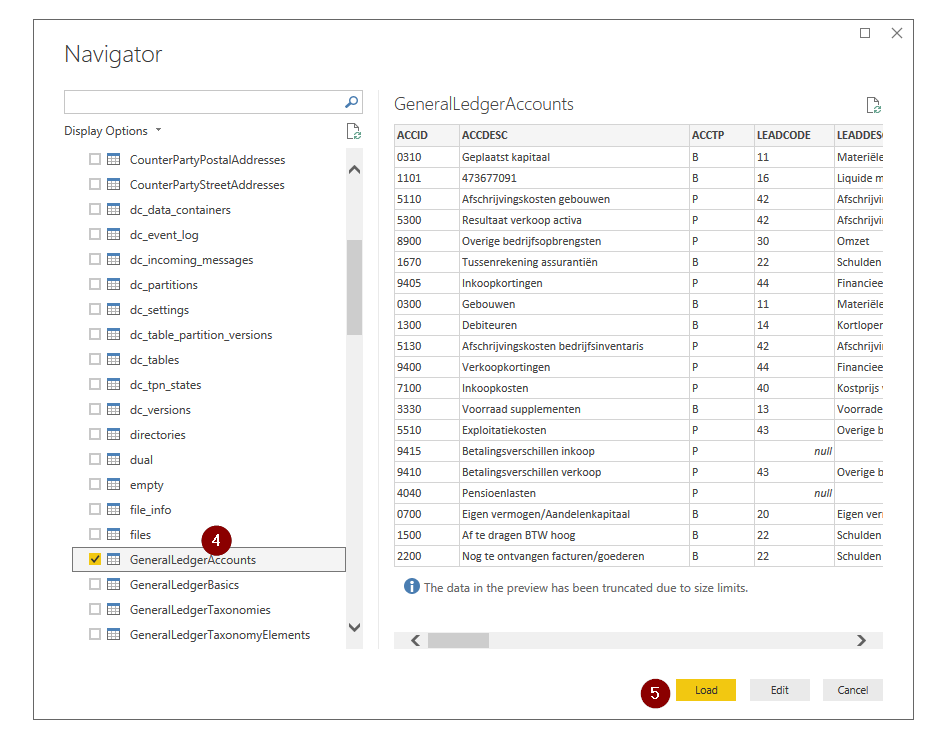 Navigator
Display Options
CounterPartyPostalAddresses
CounterPartyStreetAddresses
dc_data_containers
dc_event_log
dc_incoming_messages
dc_partitions
dc_settings
dc_table_partition_versions
dc_tables
dc_tpn_states
dc_versions
directories
dual
empty
file_info
files
4
GeneralLedgerAccounts
GeneralLedgerBasics
GeneralLedgerTaxonomies
GeneralLedgerTaxonomyElements
GeneralLedgerAccounts
ACCID ACCDESC ACCTP LEADCODE LEADDES
0310 Geplaatst kapitaal B 11 Materiële
1101 473677091 B 16 Liquide m
5110 Afschrijvingskosten gebouwen P 42 Afschrijvi
5300 Resultaat verkoop activa P 42 Afschrijvi
8900 Overige bedrijfsopbrengsten P 30 Omzet
1670 Tussenrekening assurantiën B 22 Schulden
9405 Inkoopkortingen P 44 Financiee
0300 Gebouwen B 11 Materiële
1300 Debiteuren B 14 Kortloper
5130 Afschrijvingskosten bedrijfsinventaris P 42 Afschrijvi
9400 Verkoopkortingen P 44 Financiee
7100 Inkoopkosten P 40 Kostprijs
3330 Voorraad supplementen B 13 Voorrade
5510 Exploitatiekosten P 43 Overige b
9415 Betalingsverschillen inkoop P null
9410 Betalingsverschillen verkoop P 43 Overige b
4040 Pensioenlasten P null
0700 Eigen vermogen/Aandelenkapitaal B 20 Eigen ver
1500 Af te dragen BTW hoog B 22 Schulden
2200 Nog te ontvangen facturen/goederen B 22 Schulden
The data in the preview has been truncated due to size limits.
5
Load Edit Cancel